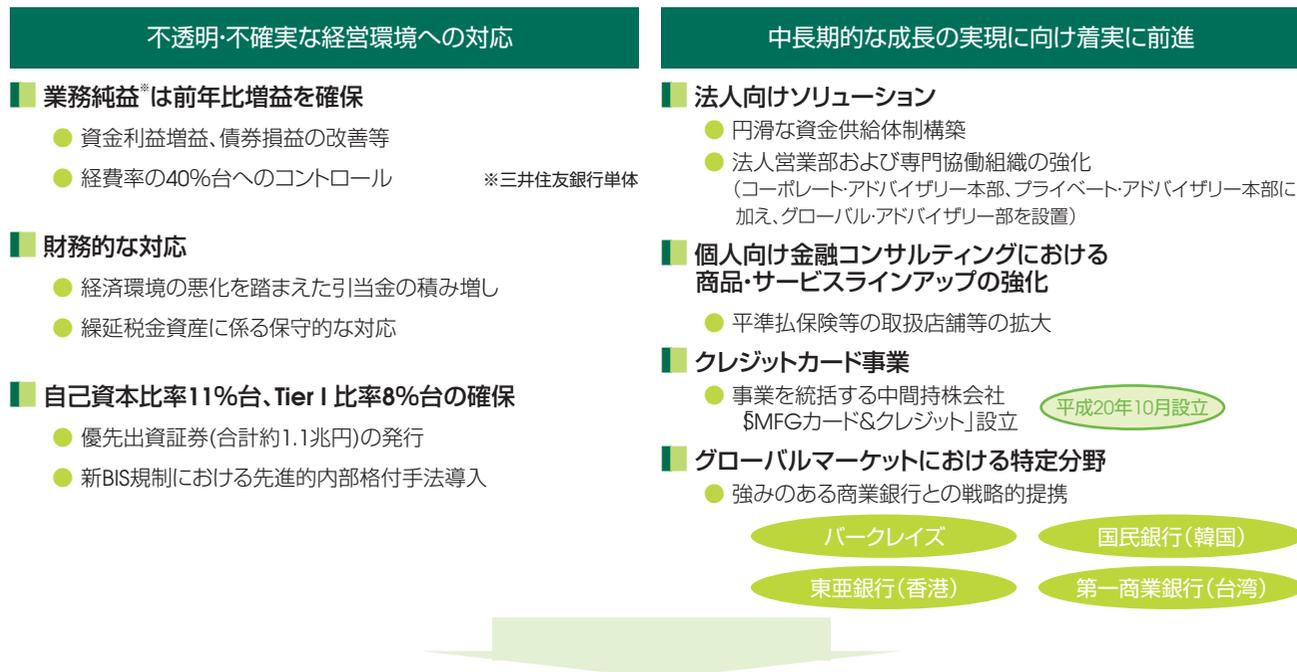 不透明・不確実な経営環境への対応
業務純益※は前年比増益を確保
資金利益増益、債券損益の改善等
経費率の40%台へのコントロール
※三井住友銀行単体
財務的な対応
経済環境の悪化を踏まえた引当金の積み増し
繰延税金資産に係る保守的な対応
自己資本比率11%台、Tier I 比率8%台の確保
優先出資証券(合計約1.1兆円)の発行
新BIS規制における先進的内部格付手法導入
中長期的な成長の実現に向け着実に前進
法人向けソリューション
円滑な資金供給体制構築
法人営業部および専門協働組織の強化
（コーポレート・アドバイザリー本部、プライベート・アドバイザリー本部に
加え、グローバル・アドバイザリー部を設置）
個人向け金融コンサルティングにおける
商品・サービスラインアップの強化
平準払保険等の取扱店舗等の拡大
クレジットカード事業
事業を統括する中間持株会社
「SMFGカード&クレジット」設立
平成20年10月設立
グローバルマーケットにおける特定分野
強みのある商業銀行との戦略的提携
バークレイズ
国民銀行（韓国）
東亜銀行（香港）
第一商業銀行（台湾）